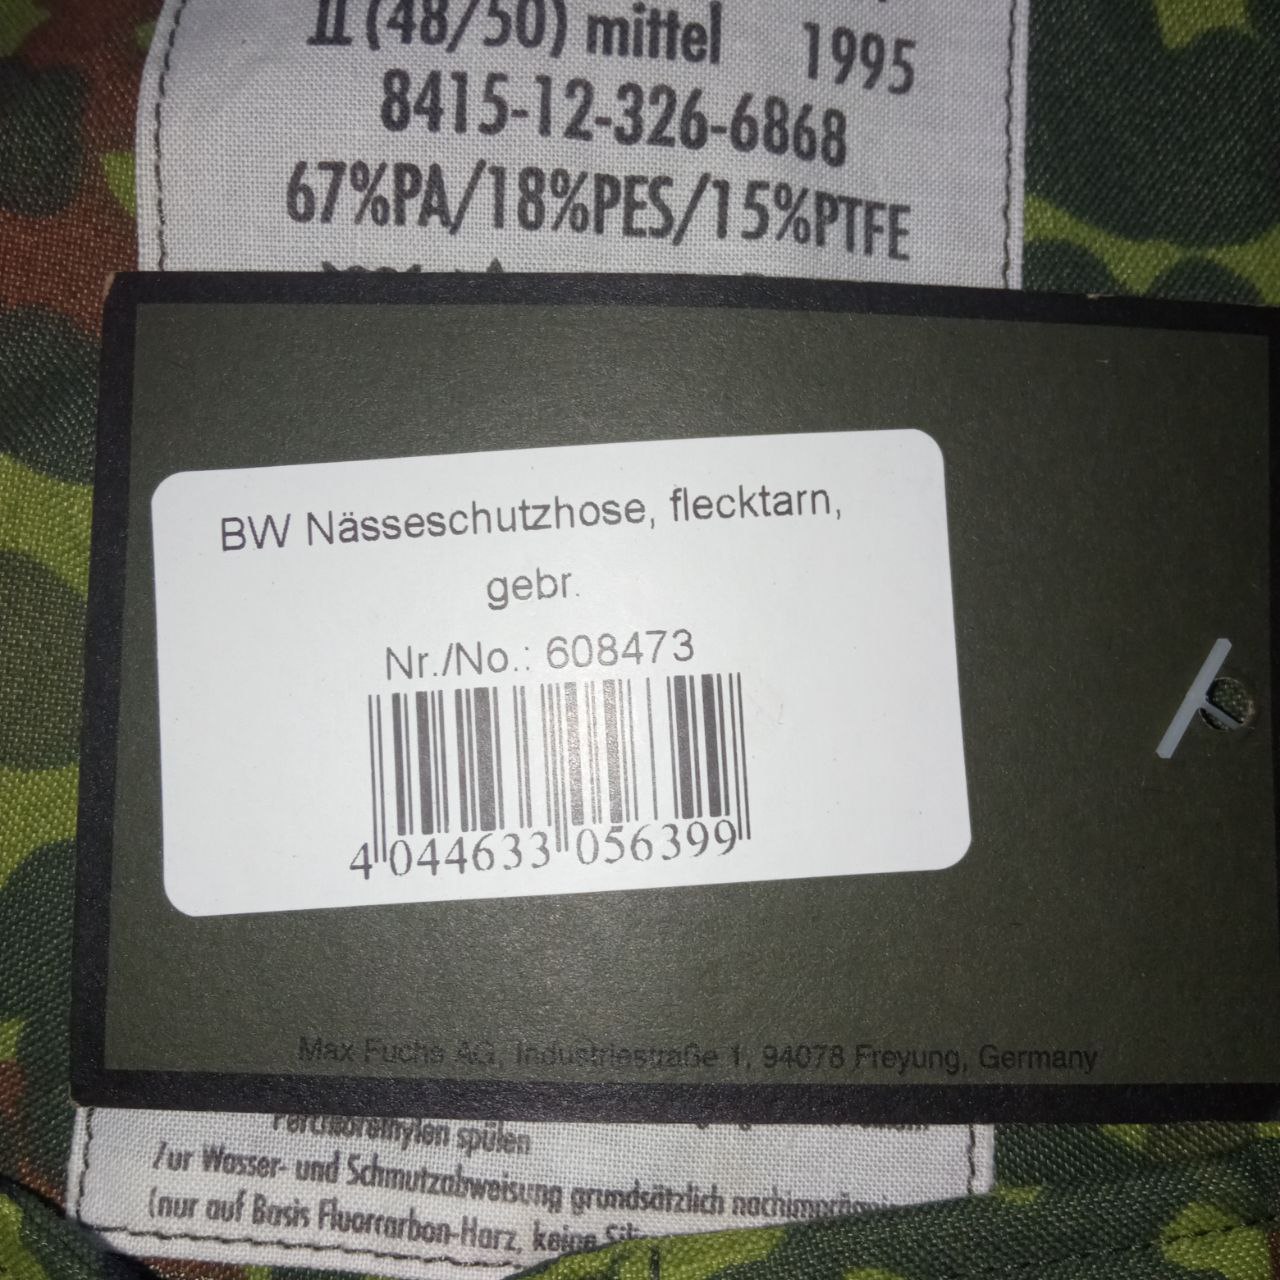 II (48/50) mittel 1995
8415-12-326-6868
67%PA/18%PES/15%PTFE
BW Nässeschutzhose, flecktarn,
gebr.
Nr./No.: 608473
4 044633 056399
Max Fuchs AG, Industriestraße 1, 94078 Freyung, Germany
Perchlorethylen spülen
Zur Wasser- und Schmutzabweisung grundsätzlich
(nur auf Basis Fluorcarbon-Harz, keine